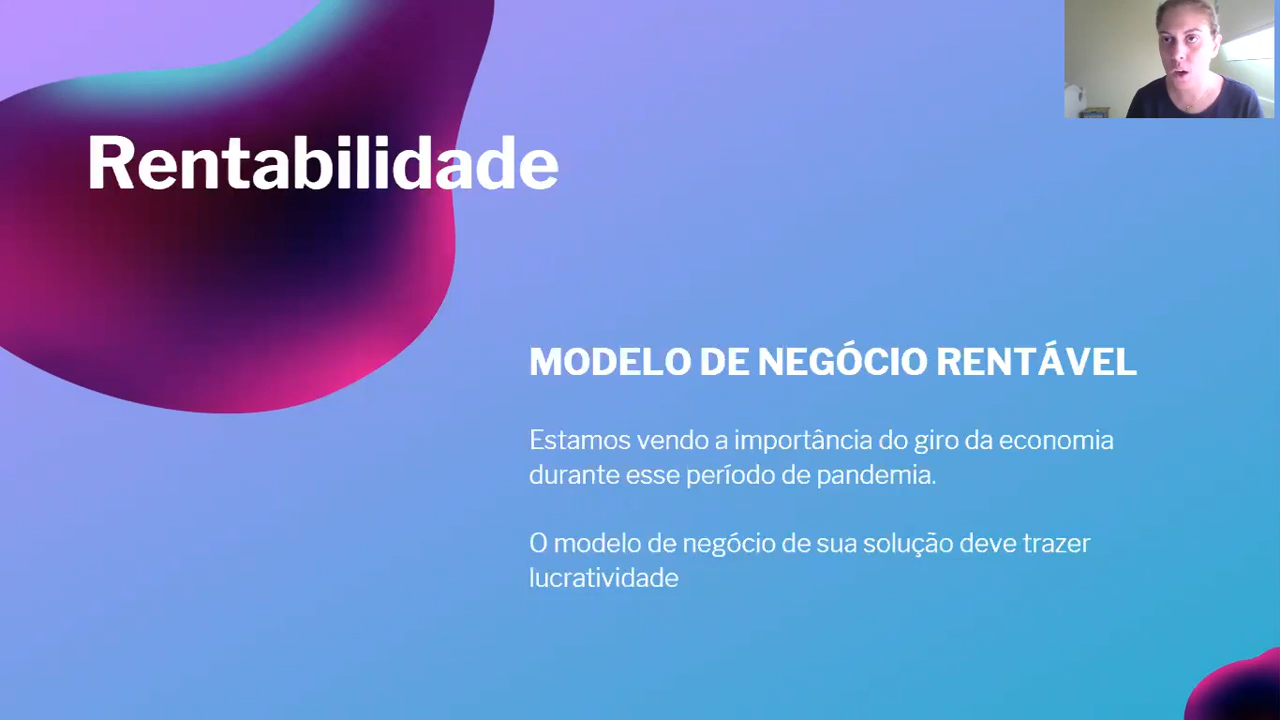 Rentabilidade
MODELO DE NEGÓCIO RENTÁVEL
Estamos vendo a importância do giro da economia
durante esse período de pandemia.
O modelo de negócio de sua solução deve trazer
lucratividade